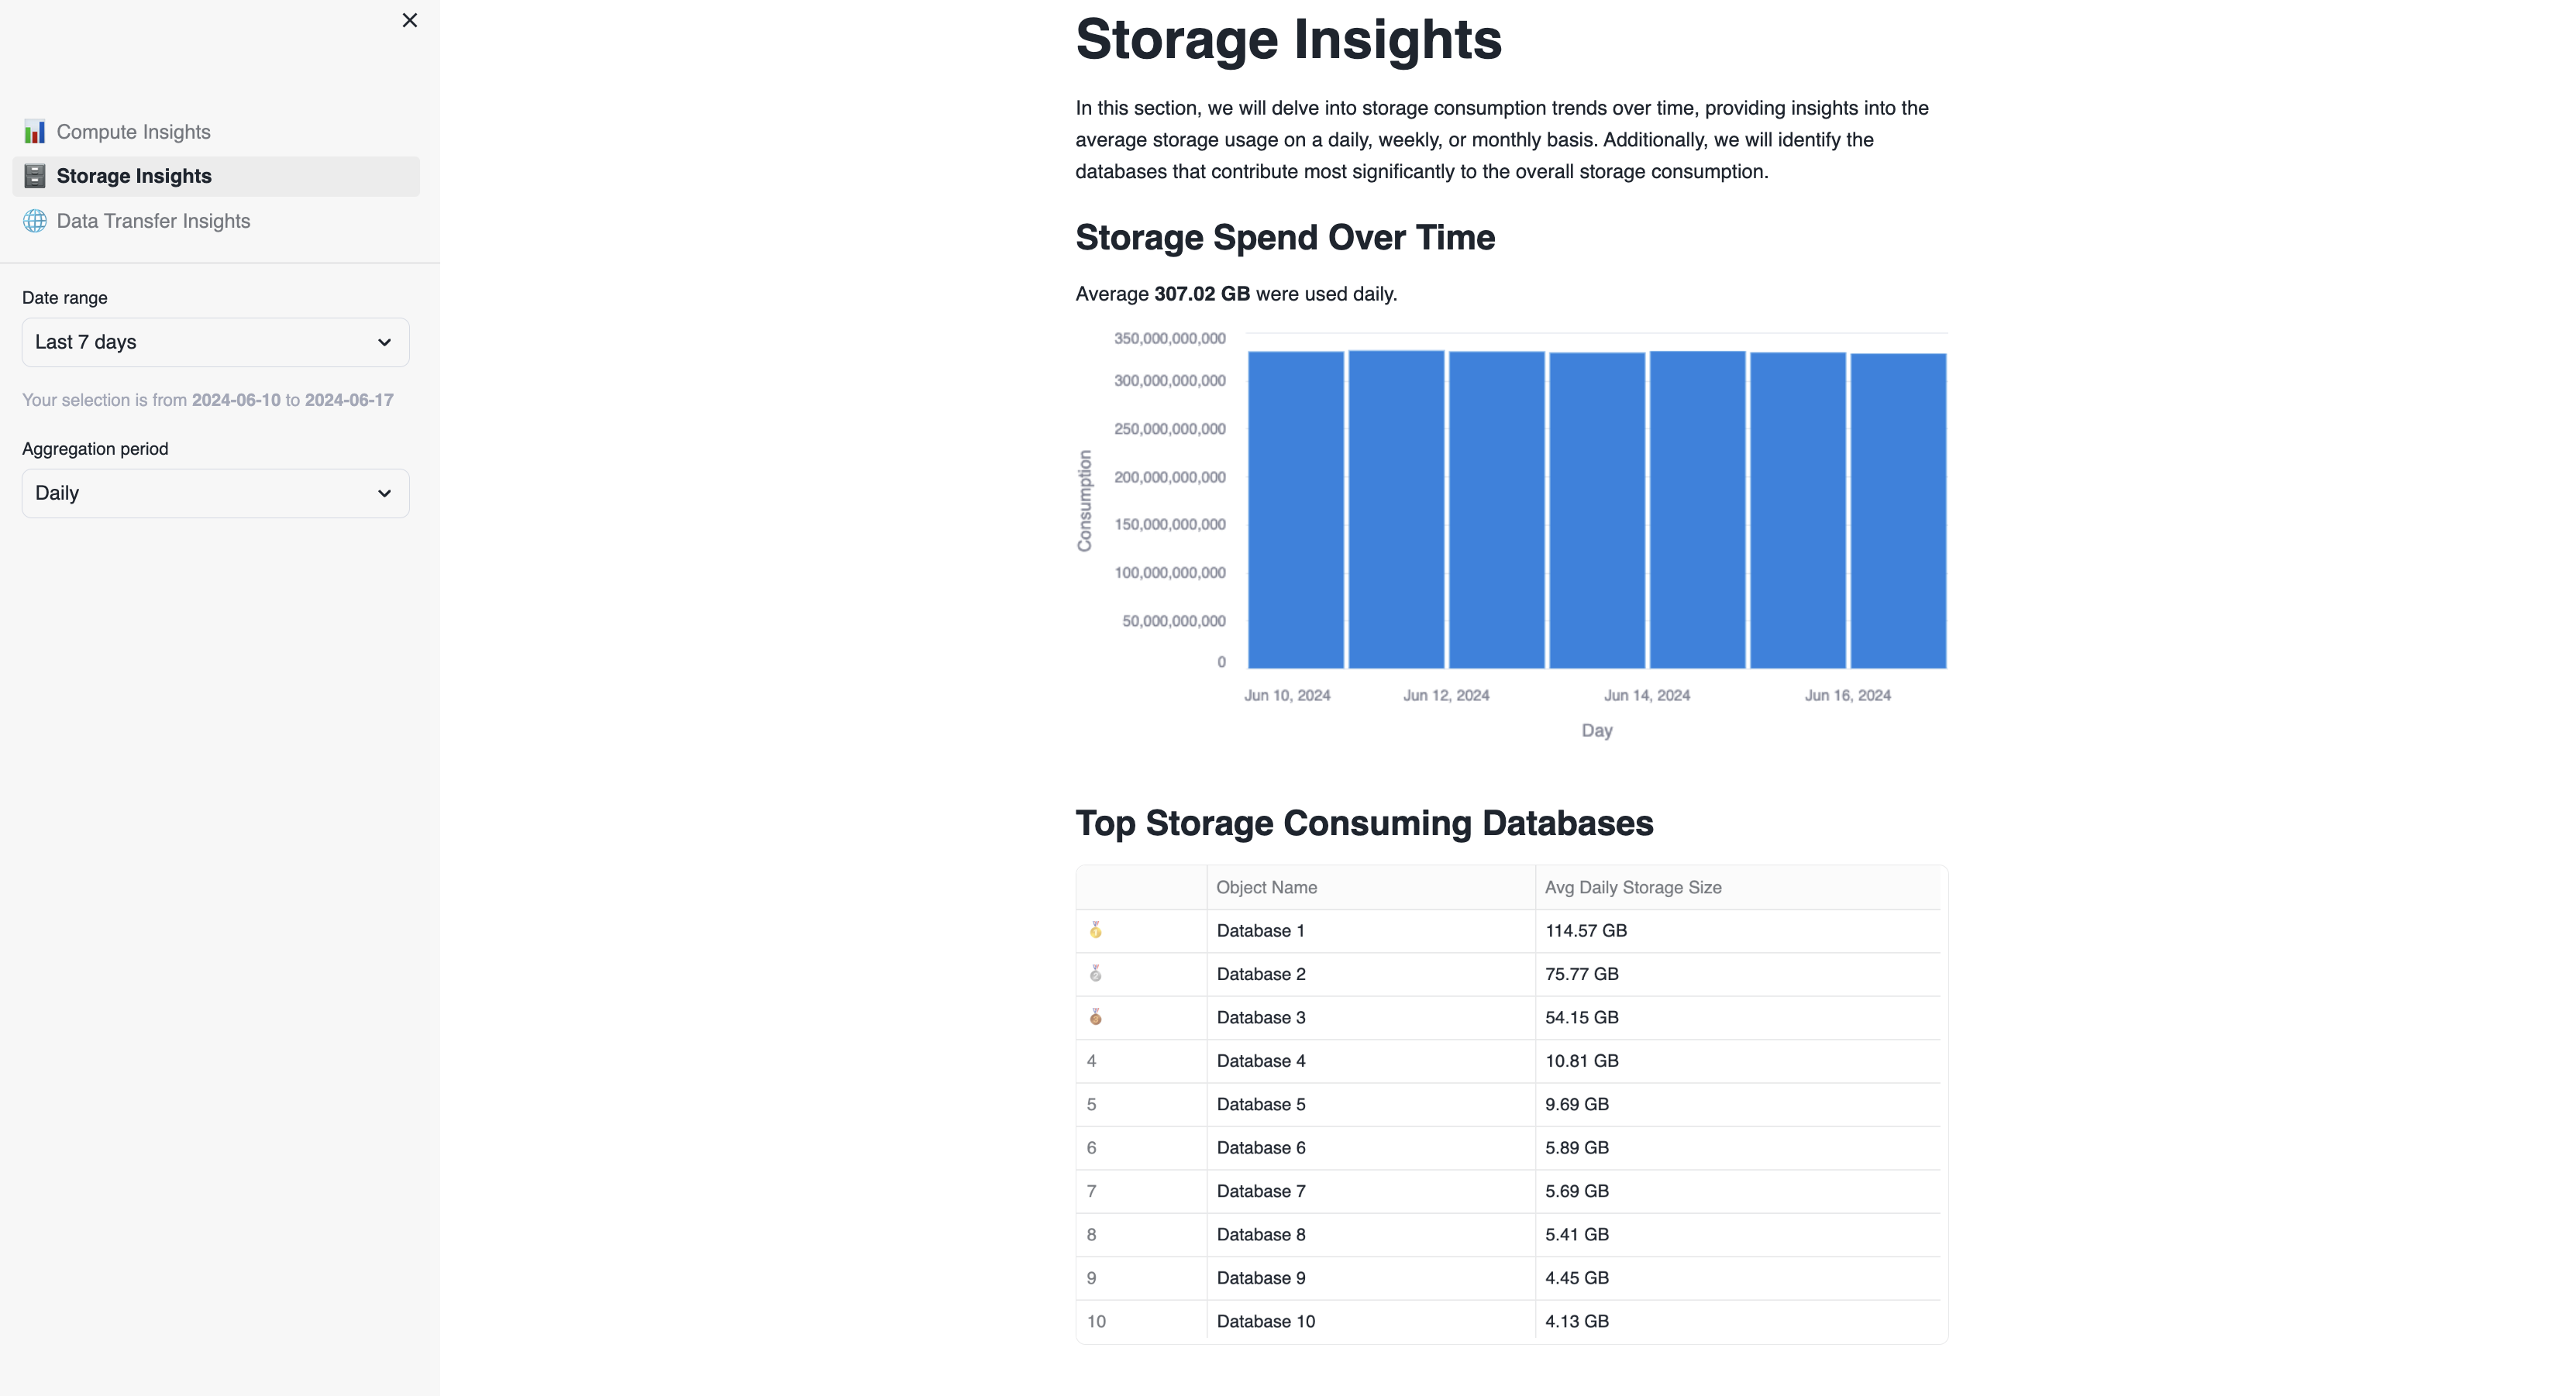 Compute Insights
Storage Insights
Data Transfer Insights
Date range
Last 7 days
Your selection is from 2024-06-10 to 2024-06-17
Aggregation period
Daily
Storage Insights
In this section, we will delve into storage consumption trends over time, providing insights into the
average storage usage on a daily, weekly, or monthly basis. Additionally, we will identify the
databases that contribute most significantly to the overall storage consumption.
Storage Spend Over Time
Average 307.02 GB were used daily.
Consumption
350,000,000,000
300,000,000,000
250,000,000,000
200,000,000,000
150,000,000,000
100,000,000,000
50,000,000,000
0
Jun 10, 2024 Jun 12, 2024 Jun 14, 2024 Jun 16, 2024
Day
Top Storage Consuming Databases
Object Name Avg Daily Storage Size
Database 1 114.57 GB
Database 2 75.77 GB
Database 3 54.15 GB
4 Database 4 10.81 GB
5 Database 5 9.69 GB
6 Database 6 5.89 GB
7 Database 7 5.69 GB
8 Database 8 5.41 GB
9 Database 9 4.45 GB
10 Database 10 4.13 GB